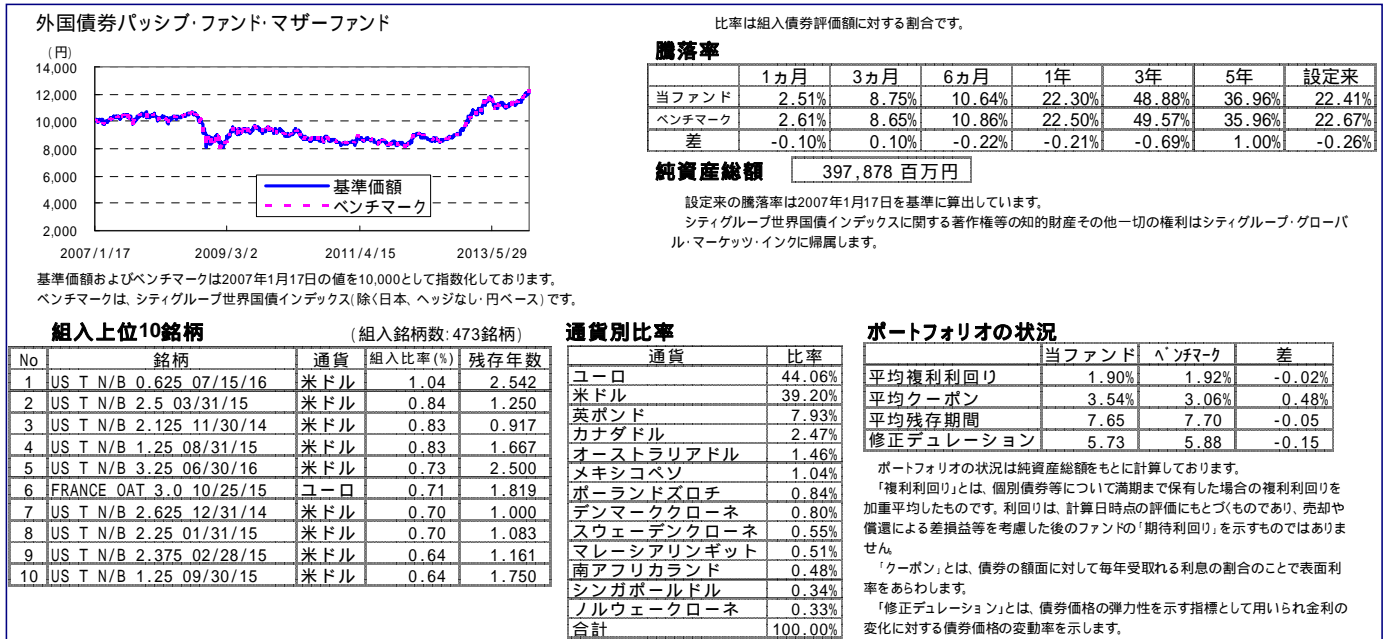 外国債券パッシブ･ファンド･マザーファンド
(円)
14,000
12,000
10,000
8,000
6,000
4,000
2,000
基準価額
ベンチマーク
2007/1/17 2009/3/2 2011/4/15 2013/5/29
基準価額およびベンチマークは2007年1月17日の値を10,000として指数化しております。
ベンチマークは、シティグループ世界国債インデックス(除く日本、ヘッジなし･円ベース)です。
比率は組入債券評価額に対する割合です。
騰落率
1ヵ月 3ヵ月 6ヵ月 1年 3年 5年 設定来
当ファンド 2.51% 8.75% 10.64% 22.30% 48.88% 36.96% 22.41%
ベンチマーク 2.61% 8.65% 10.86% 22.50% 49.57% 35.96% 22.67%
差 -0.10% 0.10% -0.22% -0.21% -0.69% 1.00% -0.26%
純資産総額 397,878 百万円
設定来の騰落率は2007年1月17日を基準に算出しています。
シティグループ世界国債インデックスに関する著作権等の知的財産その他一切の権利はシティグループ･グローバ
ル･マーケッツ･インクに帰属します。
組入上位10銘柄 (組入銘柄数:473銘柄)
No 銘柄 通貨 組入比率(%) 残存年数
1 US T N/B 0.625 07/15/16 米ドル 1.04 2.542
2 US T N/B 2.5 03/31/15 米ドル 0.84 1.250
3 US T N/B 2.125 11/30/14 米ドル 0.83 0.917
4 US T N/B 1.25 08/31/15 米ドル 0.83 1.667
5 US T N/B 3.25 06/30/16 米ドル 0.73 2.500
6 FRANCE OAT 3.0 10/25/15 ユーロ 0.71 1.819
7 US T N/B 2.625 12/31/14 米ドル 0.70 1.000
8 US T N/B 2.25 01/31/15 米ドル 0.70 1.083
9 US T N/B 2.375 02/28/15 米ドル 0.64 1.161
10 US T N/B 1.25 09/30/15 米ドル 0.64 1.750
通貨別比率
通貨 比率
ユーロ 44.06%
米ドル 39.20%
英ポンド 7.93%
カナダドル 2.47%
オーストラリアドル 1.46%
メキシコペソ 1.04%
ポーランドズロチ 0.84%
デンマーククローネ 0.80%
スウェーデンクローネ 0.55%
マレーシアリンギット 0.51%
南アフリカランド 0.48%
シンガポールドル 0.34%
ノルウェークローネ 0.33%
合計 100.00%
ポートフォリオの状況
当ファンド ベンチマーク 差
平均複利利回り 1.90% 1.92% -0.02%
平均クーポン 3.54% 3.06% 0.48%
平均残存期間 7.65 7.70 -0.05
修正デュレーション 5.73 5.88 -0.15
ポートフォリオの状況は純資産総額をもとに計算しております。
「複利利回り」とは、個別債券等について満期まで保有した場合の複利利回りを
加重平均したものです。利回りは、計算日時点の評価にもとづくものであり、売却や
償還による差損益等を考慮した後のファンドの「期待利回り」を示すものではありま
せん。
「クーポン」とは、債券の額面に対して毎年受取れる利息の割合のことで表面利
率をあらわします。
「修正デュレーション」とは、債券価格の弾力性を示す指標として用いられ金利の
変化に対する債券価格の変動率を示します。